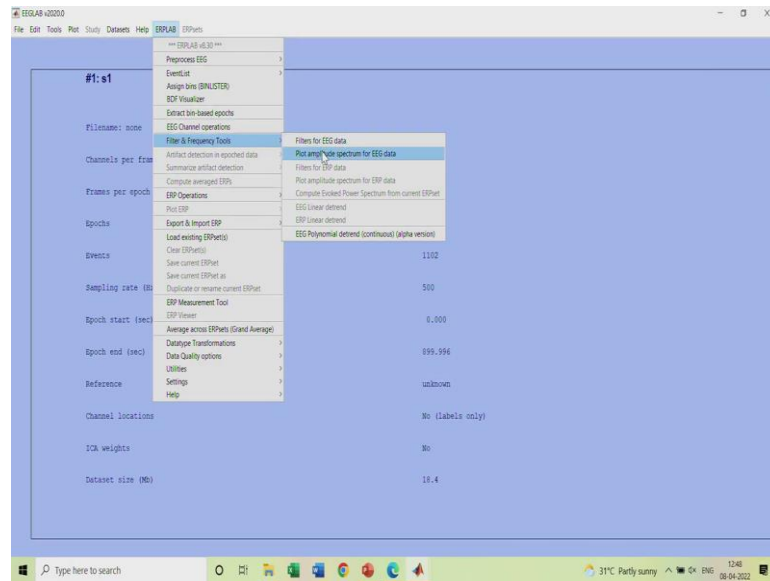 EEGLAB v2020.0
File Edit Tools Plot Study Datasets Help ERPLAB ERPsets
*** ERPLAB v8.30 ***
Preprocess EEG
EventList
Assign bins (BINLISTER)
BDF Visualizer
Extract bin-based epochs
EEG Channel operations
Filter & Frequency Tools
Artifact detection in epoched data
Summarize artifact detection
Compute averaged ERPs
ERP Operations
Plot ERP
Export & Import ERP
Load existing ERPset(s)
Clear ERPset(s)
Save current ERPset
Save current ERPset as
Duplicate or rename current ERPset
ERP Measurement Tool
ERP Viewer
Average across ERPsets (Grand Average)
Datatype Transformations
Data Quality options
Utilities
Settings
Help
Filters for EEG data
Plot amplitude spectrum for EEG data
Filters for ERP data
Plot amplitude spectrum for ERP data
Compute Evoked Power Spectrum from current ERPset
EEG Linear detrend
ERP Linear detrend
EEG Polynomial detrend (continuous) (alpha version)
#1: s1
Filename: none
Channels per fram
Frames per epoch
Epochs
Events 1102
Sampling rate (Hz 500
Epoch start (sec) 0.000
Epoch end (sec) 899.996
Reference unknown
Channel locations No (labels only)
ICA weights No
Dataset size (Mb) 18.4
Type here to search
31°C Partly sunny ENG 12:48
08-04-2022